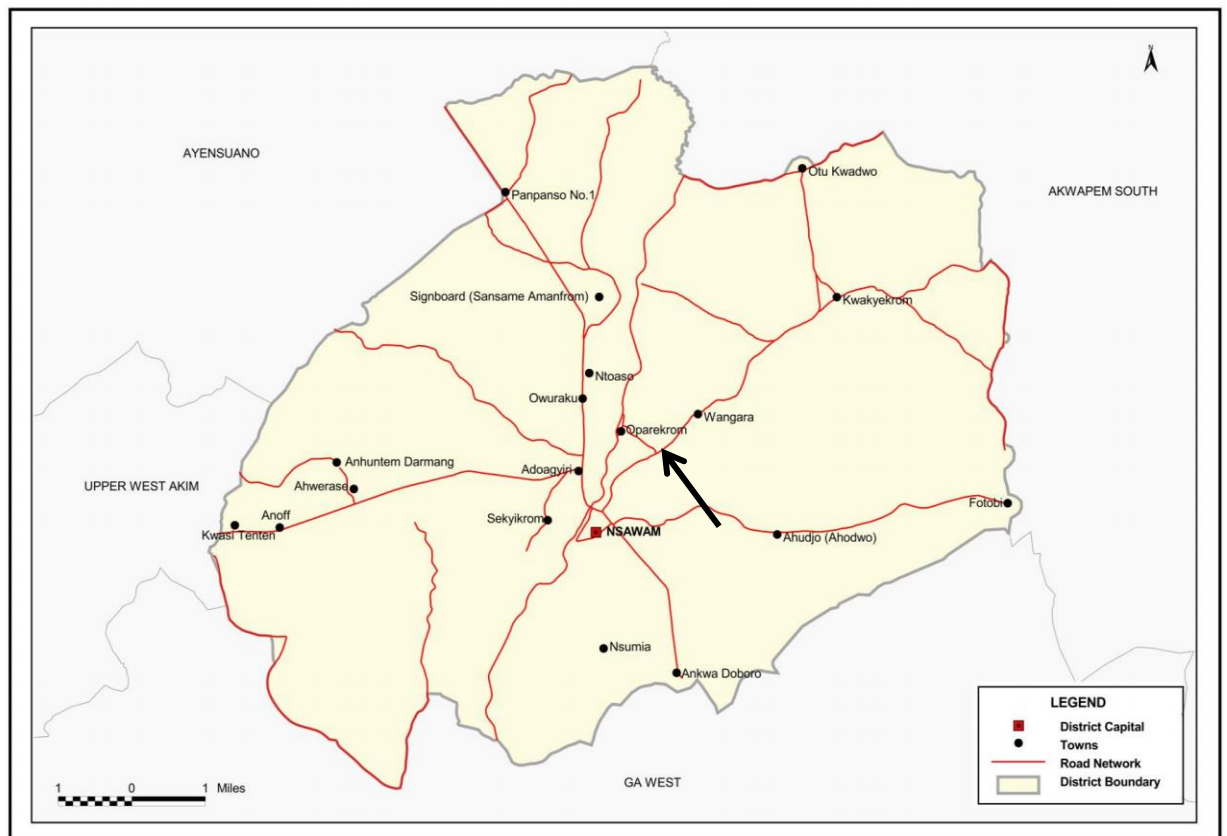 N
AYENSUANO
Otu Kwadwo
AKWAPEM SOUTH
Panpanso No.1
Signboard (Sansame Amanfrom)
Kwakyekrom
Ntoaso
Owuraku
Wangara
Oparekrom
Anhuntem Darmang
Adoagyiri
UPPER WEST AKIM
Ahwerase
Fotobi
Anoff
Sekyikrom
Kwasi Tenten
NSAWAM
Ahudjo (Ahodwo)
Nsumia
Ankwa Doboro
LEGEND
District Capital
Towns
Road Network
District Boundary
GA WEST
1 0 1 Miles